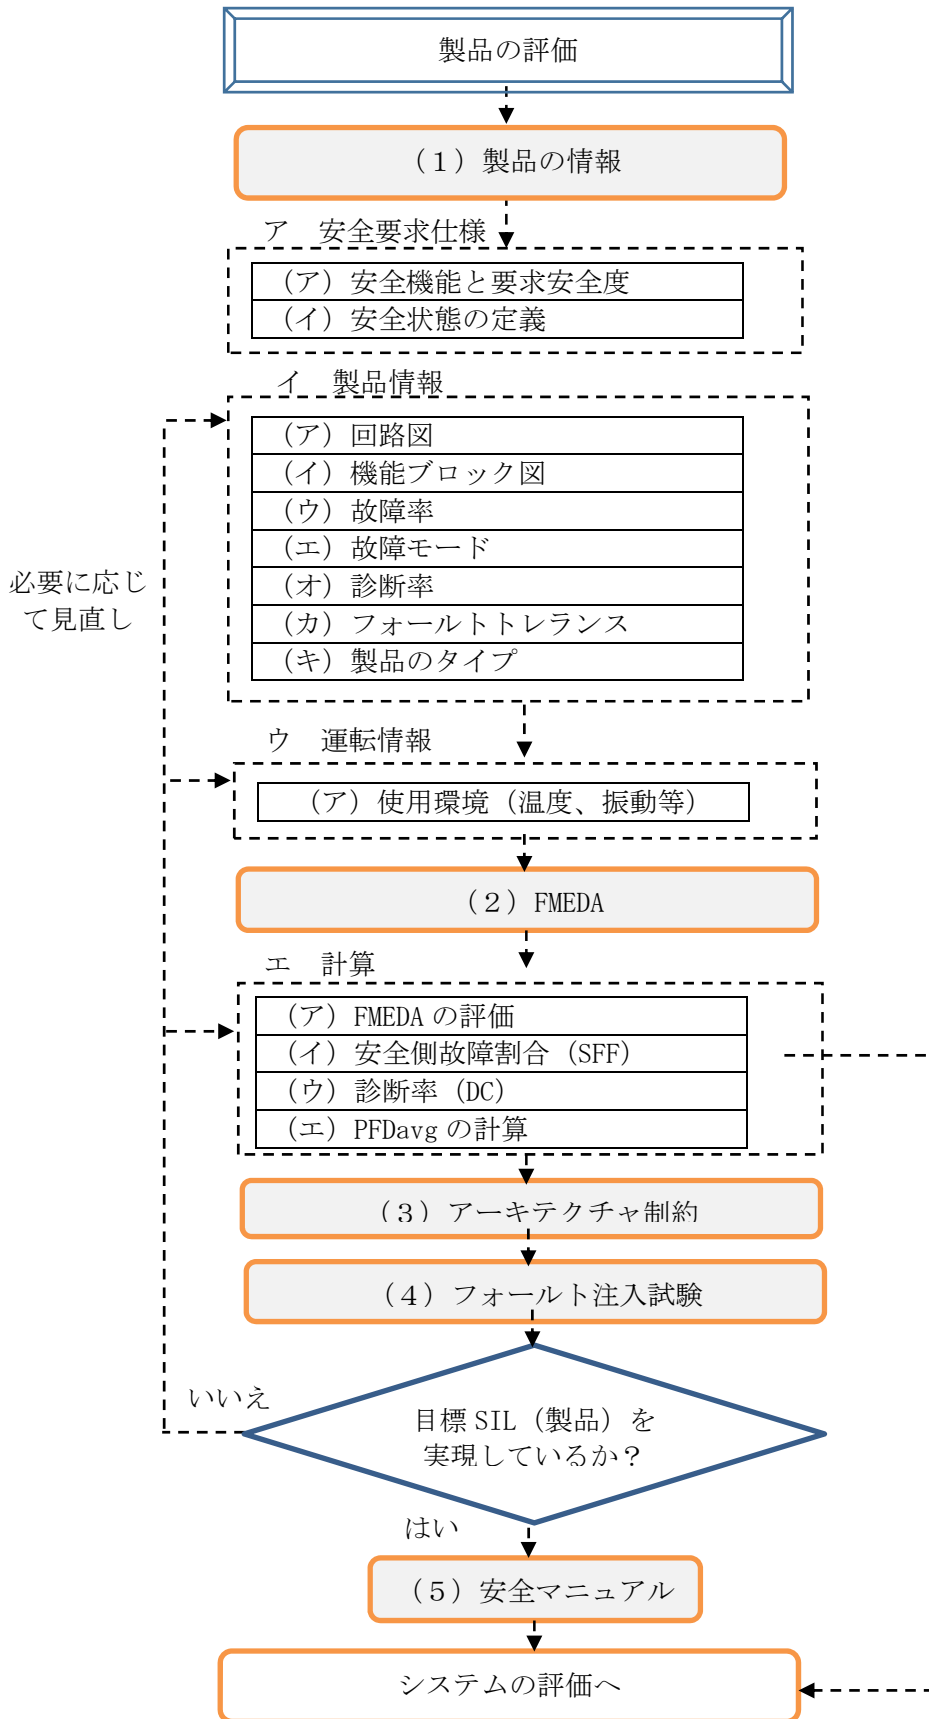 製品の評価
（１）製品の情報
ア　安全要求仕様
（ア）安全機能と要求安全度
（イ）安全状態の定義
イ　製品情報
（ア）回路図
（イ）機能ブロック図
（ウ）故障率
（エ）故障モード
（オ）診断率
（カ）フォールトトレランス
（キ）製品のタイプ
必要に応じ
て見直し
ウ　運転情報
（ア）使用環境（温度、振動等）
（２）FMEDA
エ　計算
（ア）FMEDA の評価
（イ）安全側故障割合（SFF）
（ウ）診断率（DC）
（エ）PFDavg の計算
（３）アーキテクチャ制約
（４）フォールト注入試験
いいえ
目標 SIL（製品）を
実現しているか？
はい
（５）安全マニュアル
システムの評価へ